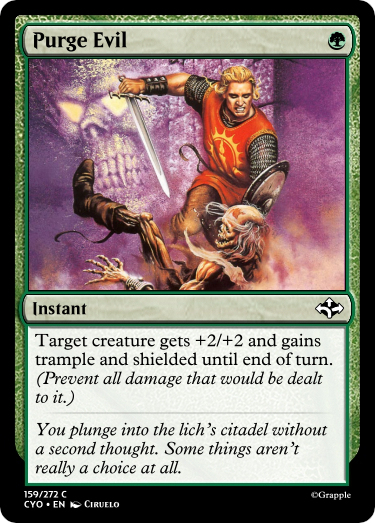 Purge Evil
Instant
Target creature gets +2/+2 and gains
trample and shielded until end of turn.
(Prevent all damage that would be dealt
to it.)
You plunge into the lich's citadel without
a second thought. Some things aren't
really a choice at all.
159/272 C
CYO • EN Ciruelo
©Grapple